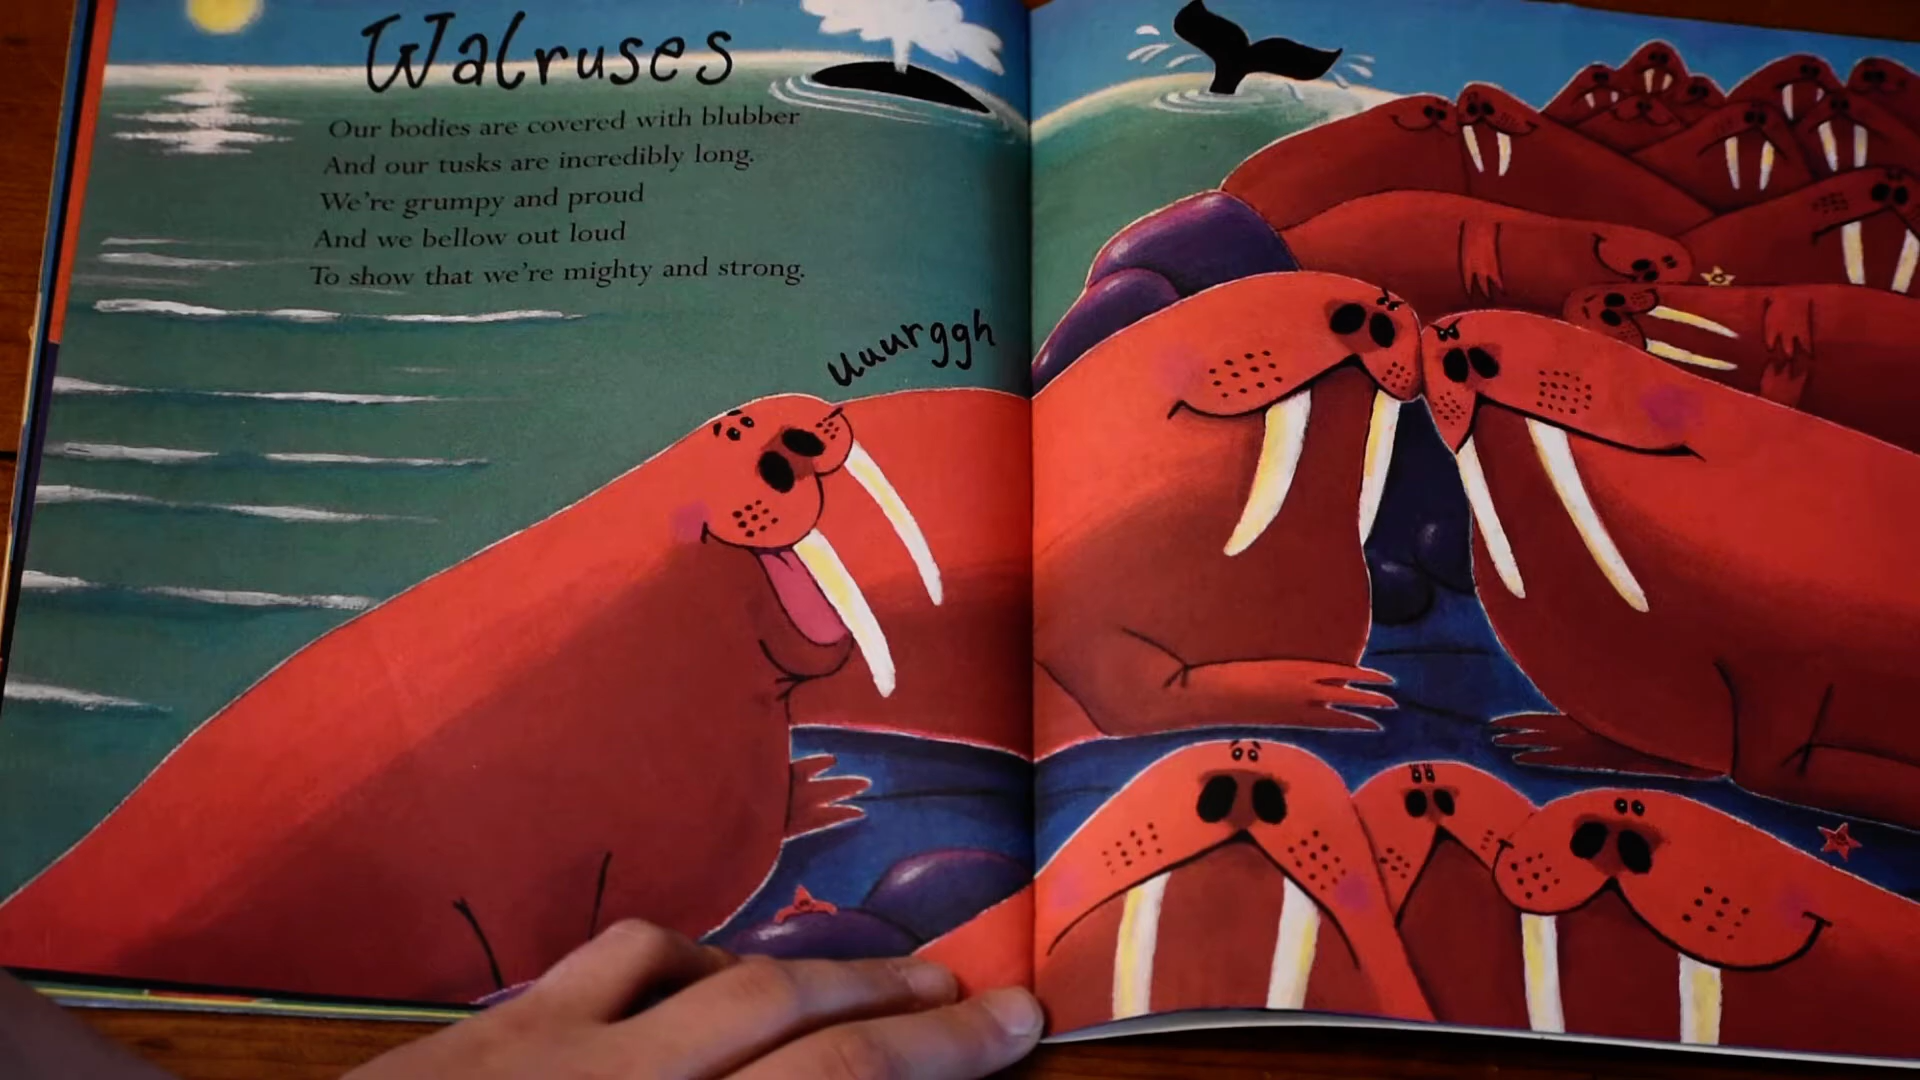 Walruses
Our bodies are covered with blubber
And our tusks are incredibly long.
We're grumpy and proud
And we bellow out loud
To show that we're mighty and strong.
uuurggh